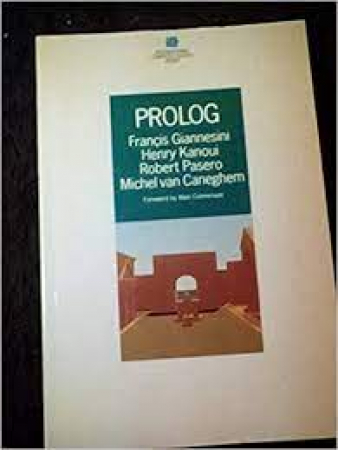 PROLOG
Francis Giannesini
Henry Kanoui
Robert Pasero
Michel van Caneghem
Foreword by Alain Colmerauer